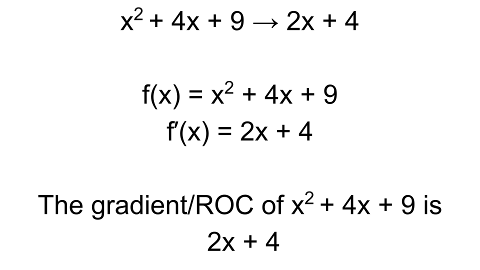 x² + 4x + 9 → 2x + 4
f(x) = x² + 4x + 9
f'(x) = 2x + 4
The gradient/ROC of x² + 4x + 9 is
2x + 4